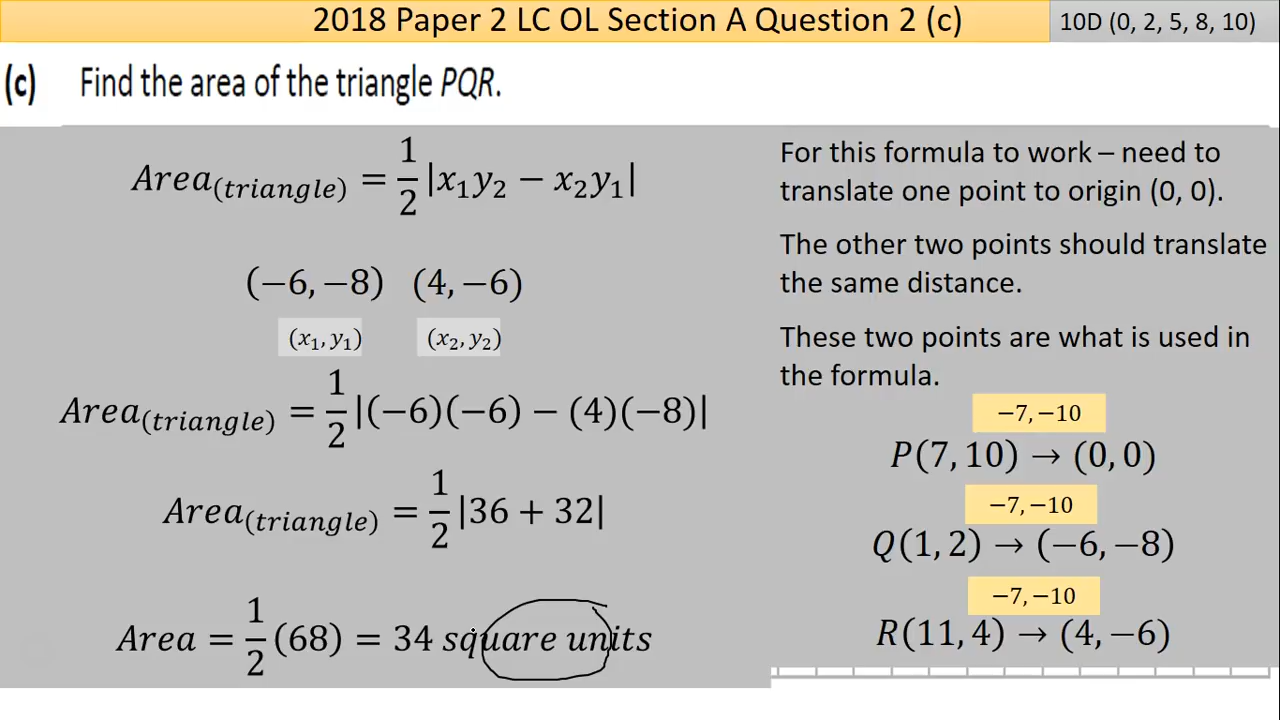 2018 Paper 2 LC OL Section A Question 2 (c)
10D (0, 2, 5, 8, 10)
(c) Find the area of the triangle PQR.
Area(triangle) = 1/2 |x₁y₂ − x₂y₁|
(−6, −8) (4, −6)
(x₁, y₁) (x₂, y₂)
Area(triangle) = 1/2 |(−6)(−6) − (4)(−8)|
Area(triangle) = 1/2 |36 + 32|
Area = 1/2 (68) = 34 square units
For this formula to work – need to
translate one point to origin (0, 0).
The other two points should translate
the same distance.
These two points are what is used in
the formula.
−7, −10
P(7, 10) → (0, 0)
−7, −10
Q(1, 2) → (−6, −8)
−7, −10
R(11, 4) → (4, −6)